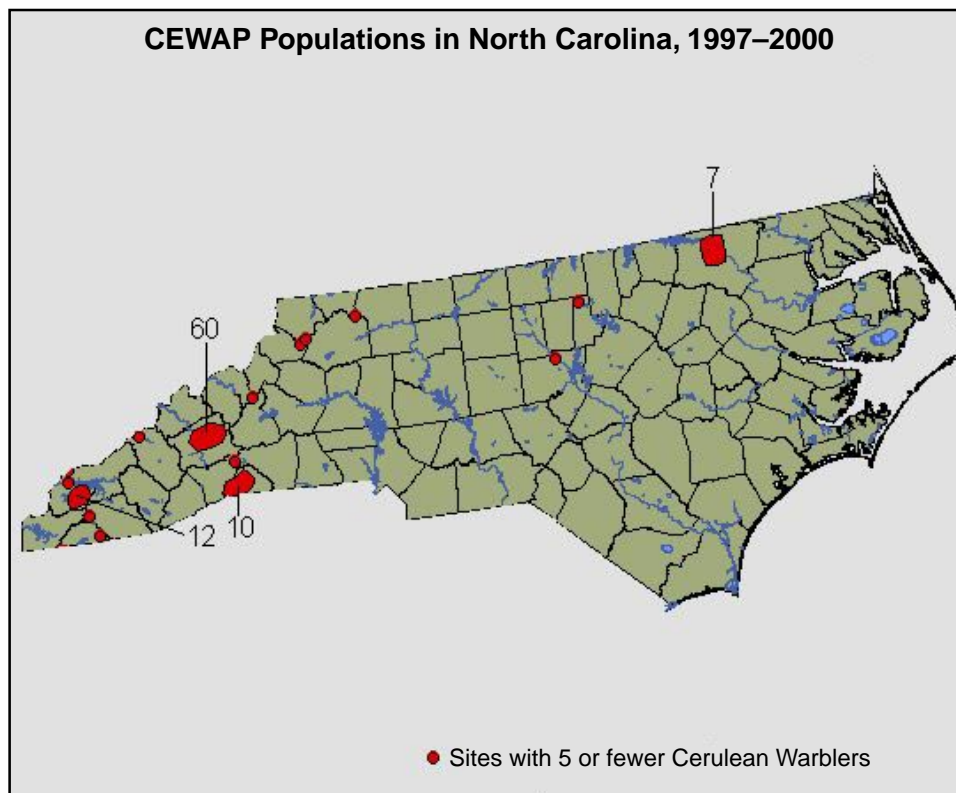 CEWAP Populations in North Carolina, 1997–2000
7
60
12
10
Sites with 5 or fewer Cerulean Warblers